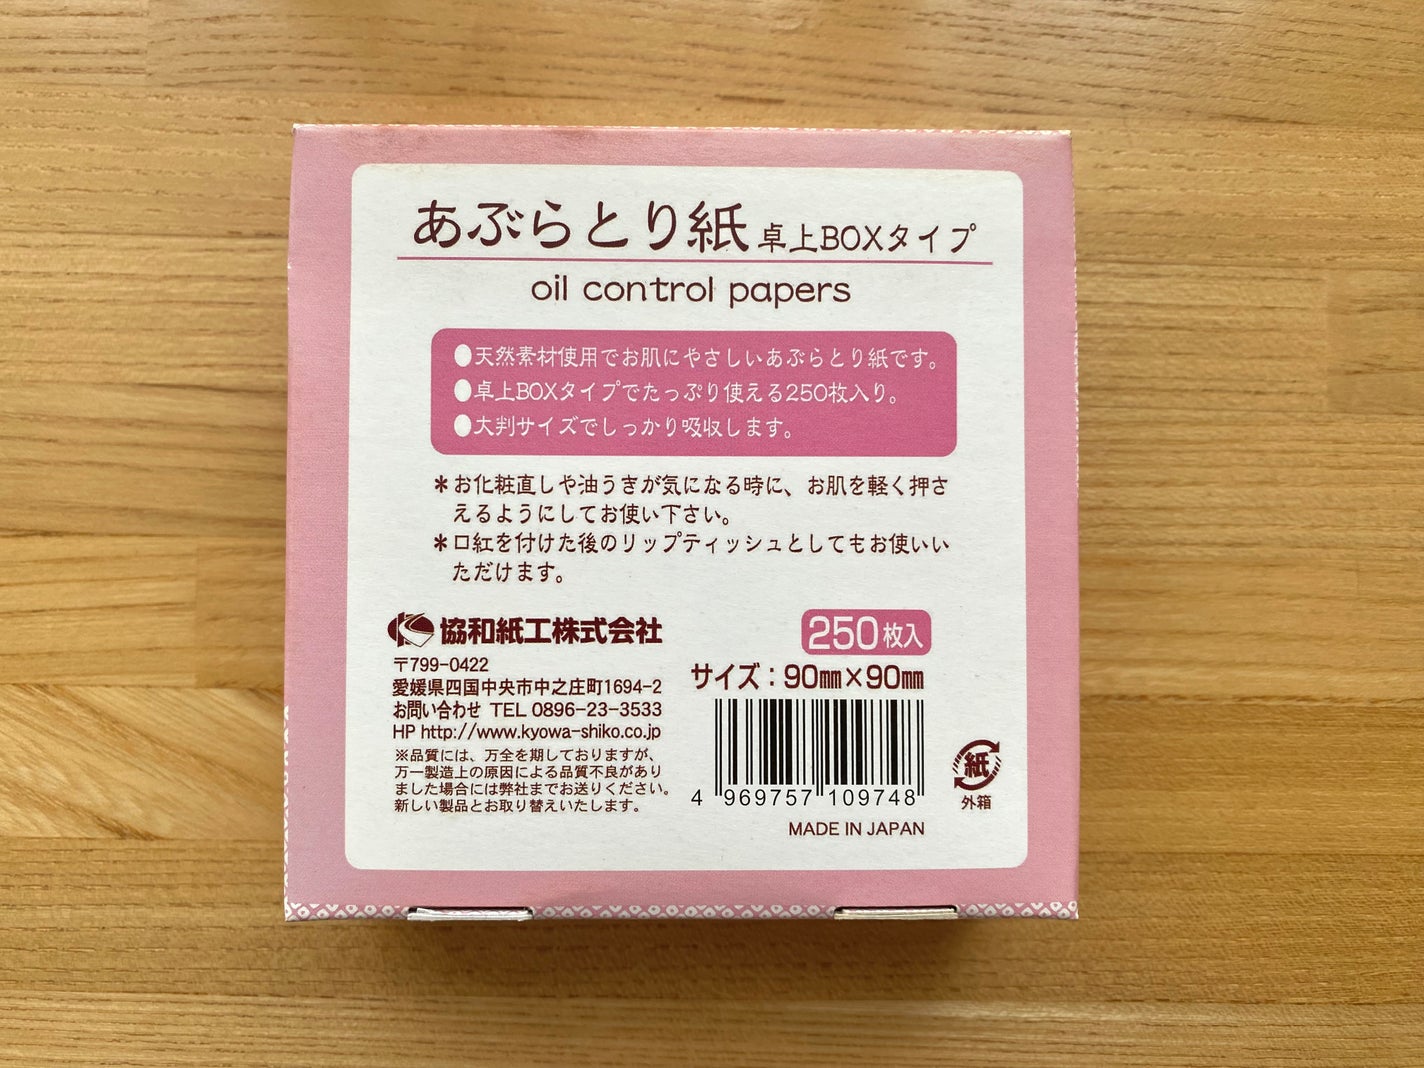 あぶらとり紙 卓上BOXタイプ
oil control papers
●天然素材使用でお肌にやさしいあぶらとり紙です。
●卓上BOXタイプでたっぷり使える250枚入り。
●大判サイズでしっかり吸収します。
＊お化粧直しや油うきが気になる時に、お肌を軽く押さ
えるようにしてお使い下さい。
＊口紅を付けた後のリップティッシュとしてもお使いい
ただけます。
協和紙工株式会社
〒799-0422
愛媛県四国中央市中之庄町1694-2
お問い合わせ TEL 0896-23-3533
HP http://www.kyowa-shiko.co.jp
※品質には、万全を期しておりますが、
万一製造上の原因による品質不良があり
ました場合には弊社までお送りください。
新しい製品とお取り替えいたします。
250枚入
サイズ：90㎜×90㎜
4 969757 109748
MADE IN JAPAN
紙
外箱